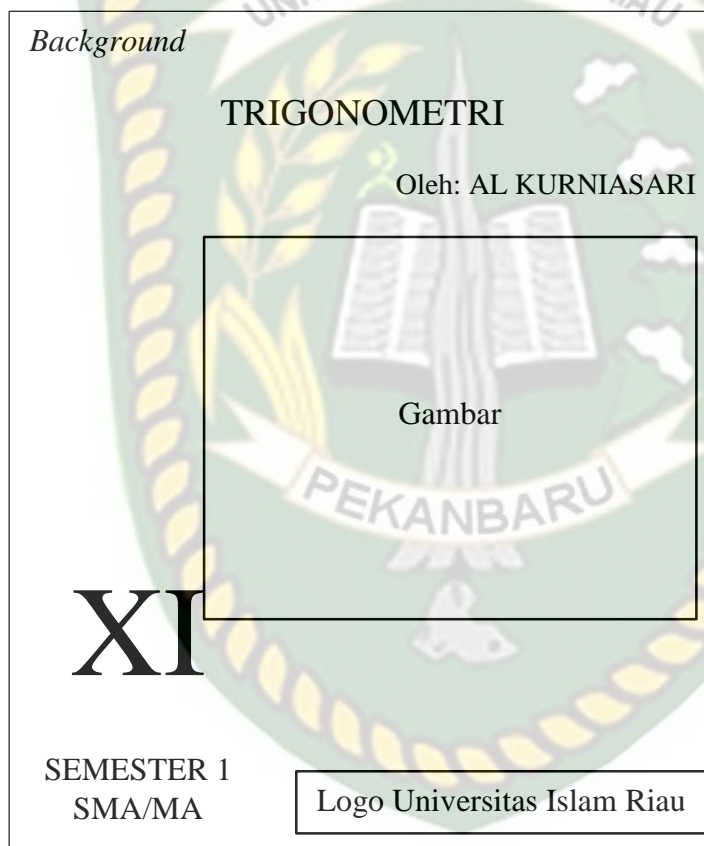 Background
TRIGONOMETRI
Oleh: AL KURNIASARI
Gambar
PEKANBARU
XI
SEMESTER 1
SMA/MA
Logo Universitas Islam Riau